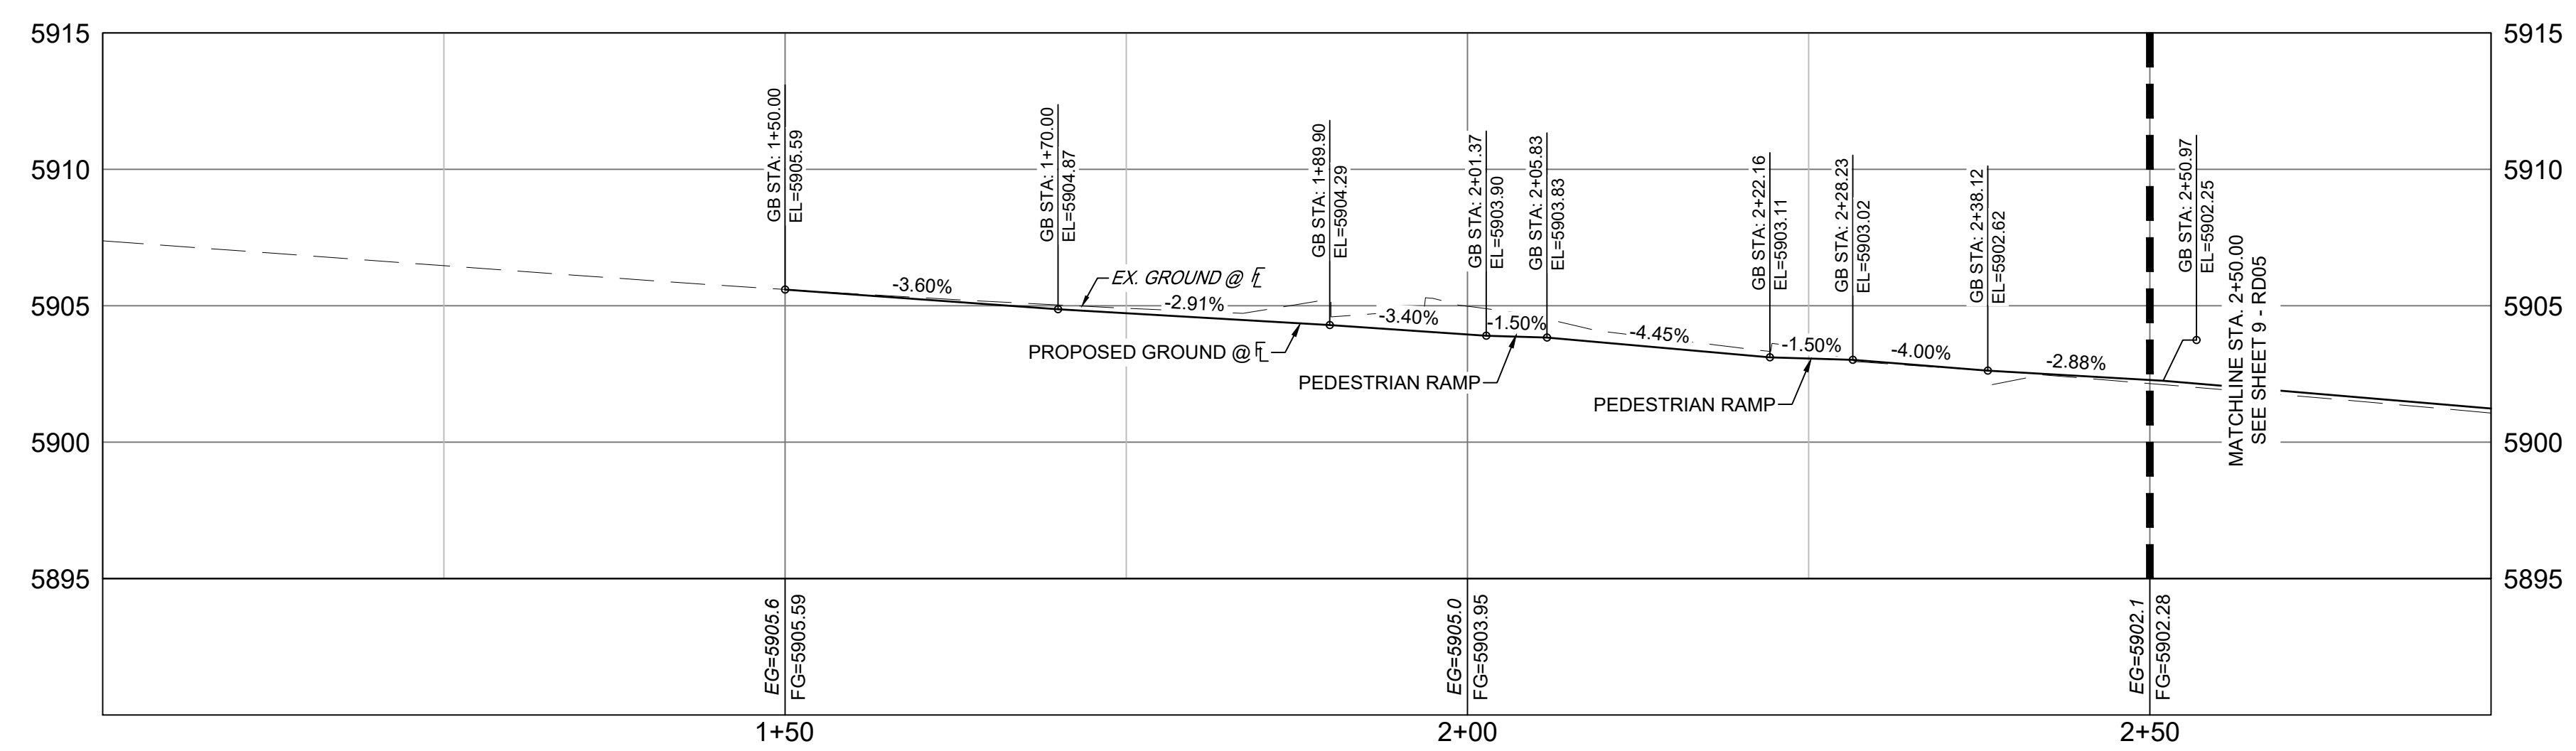 5915
5915
5910
5910
5905
5905
5900
5900
5895
5895
GB STA: 1+50.00
EL=5905.59
GB STA: 1+70.00
EL=5904.87
GB STA: 1+89.90
EL=5904.29
GB STA: 2+01.37
EL=5903.90
GB STA: 2+05.83
EL=5903.83
GB STA: 2+22.16
EL=5903.11
GB STA: 2+28.23
EL=5903.02
GB STA: 2+38.12
EL=5902.62
GB STA: 2+50.97
EL=5902.25
MATCHLINE STA. 2+50.00
SEE SHEET 9 - RD05
-3.60%
EX. GROUND @ FL
-2.91%
-3.40%
-1.50%
-4.45%
-1.50%
-4.00%
-2.88%
PROPOSED GROUND @ FL
PEDESTRIAN RAMP
PEDESTRIAN RAMP
EG=5905.6
FG=5905.59
EG=5905.0
FG=5903.95
EG=5902.1
FG=5902.28
1+50
2+00
2+50